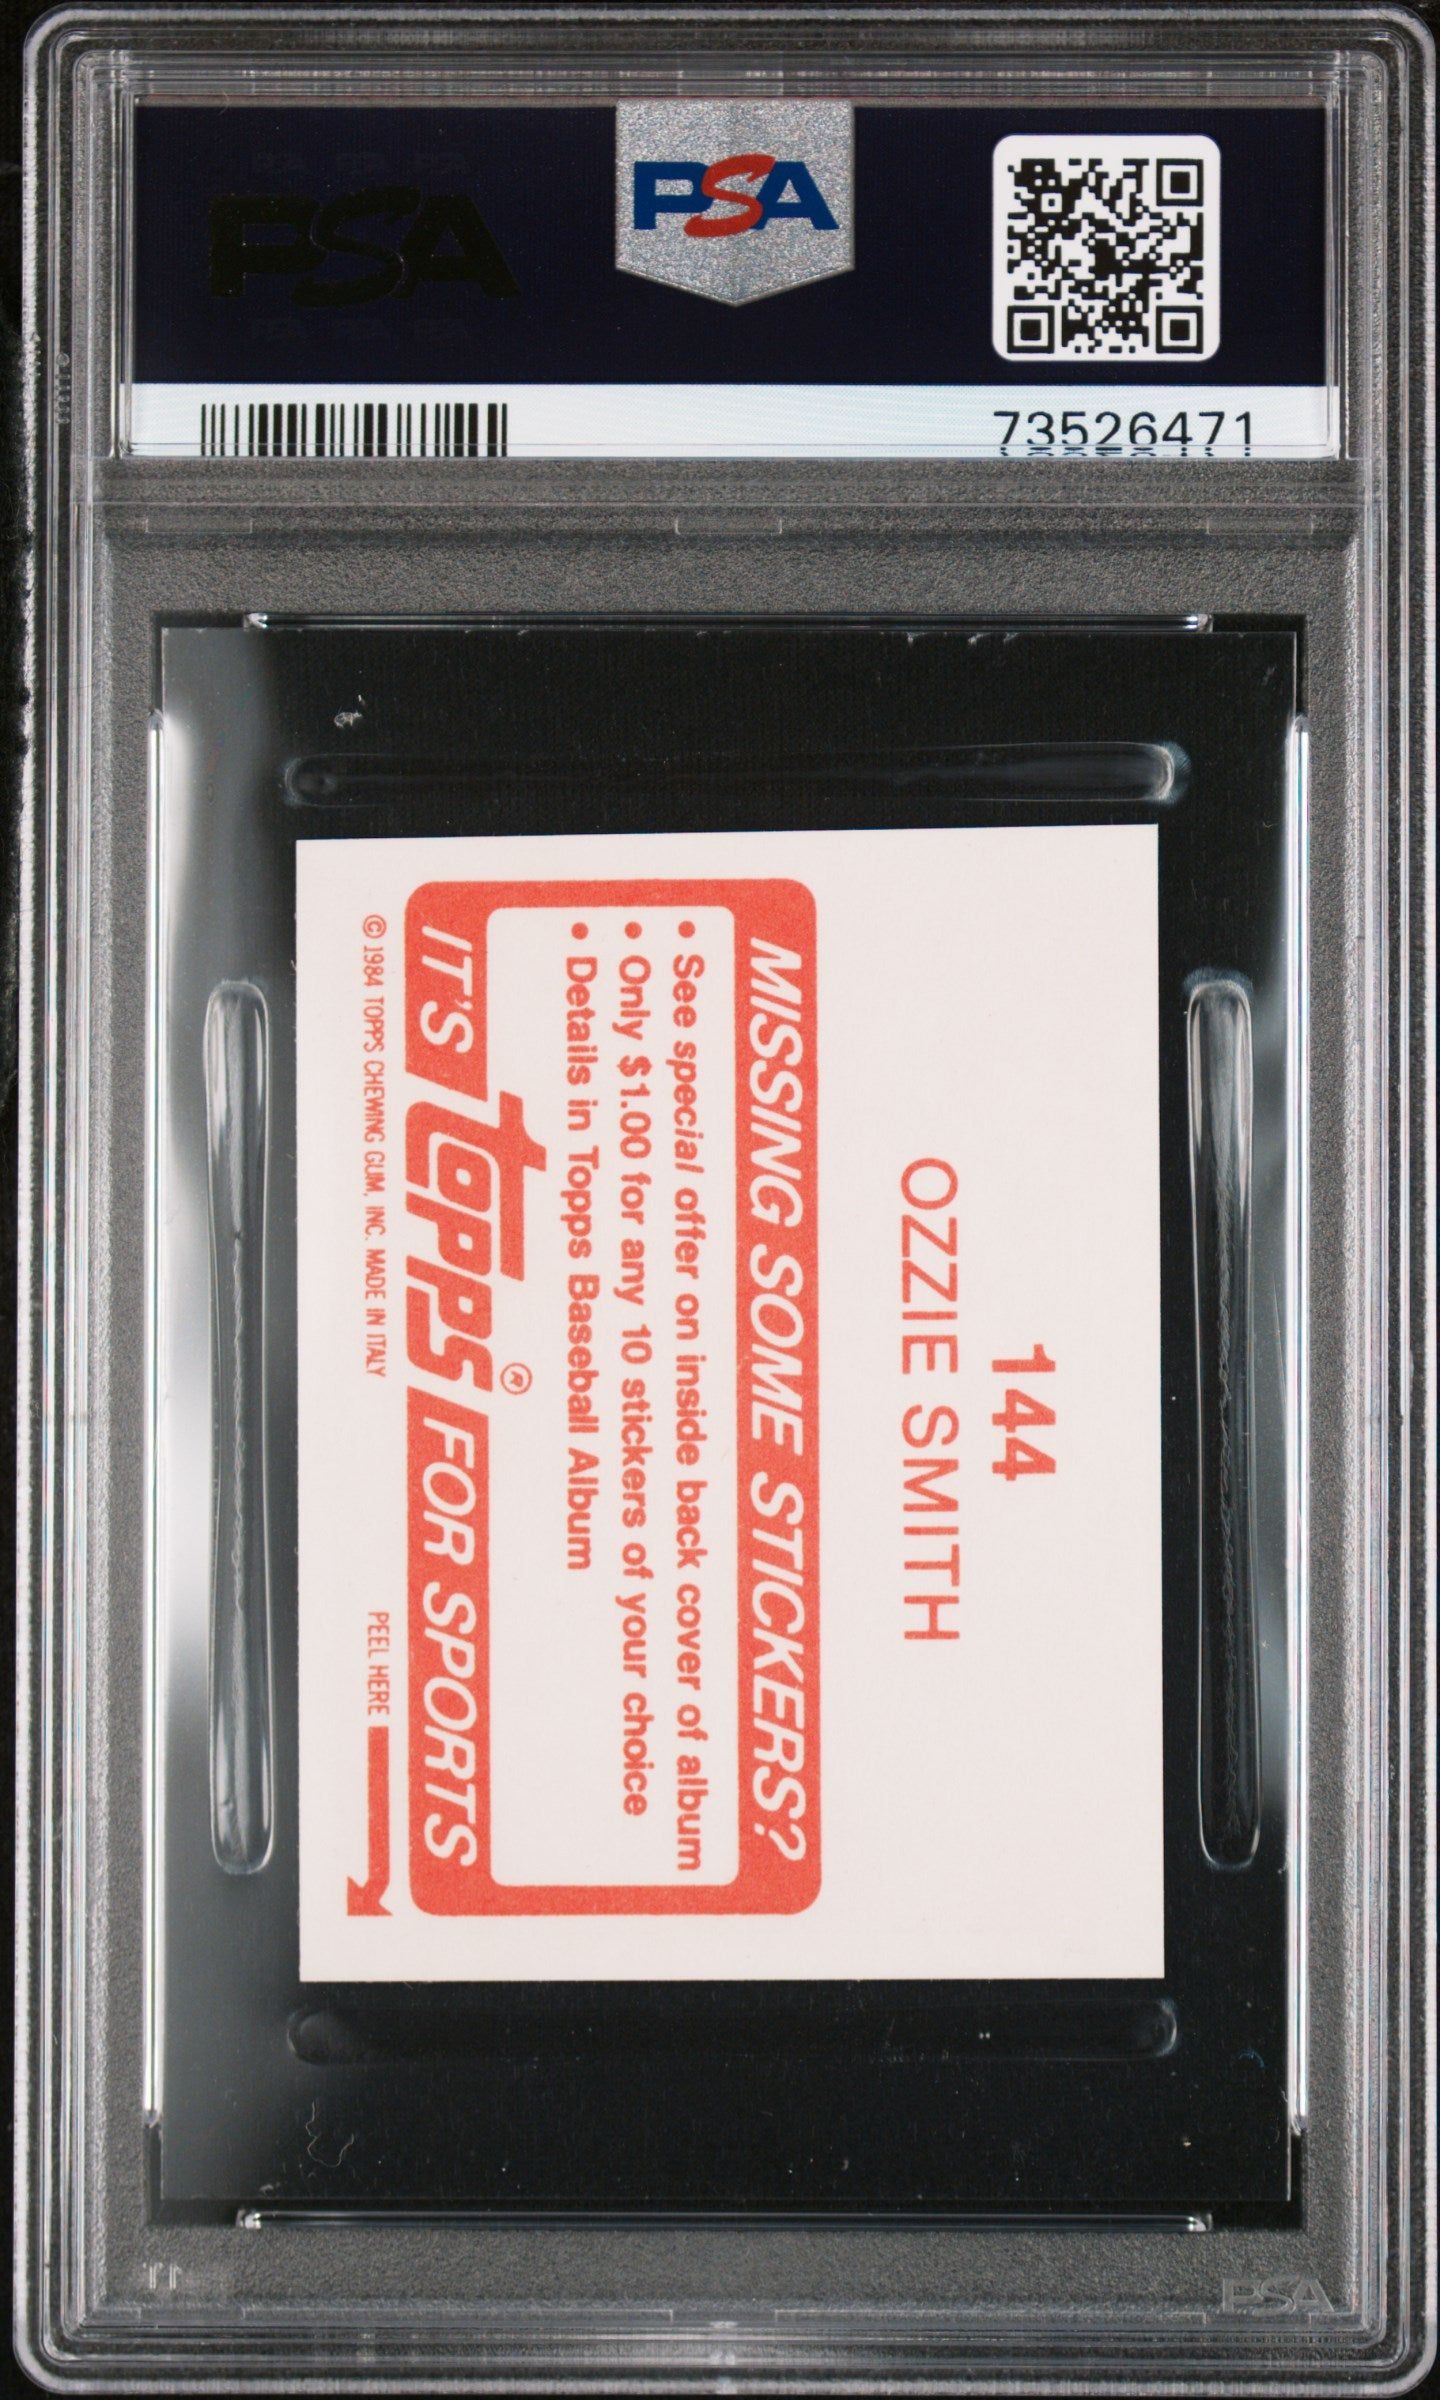 PSA
PSA
73526471
144
OZZIE SMITH
MISSING SOME STICKERS?
• See special offer on inside back cover of album
• Only $1.00 for any 10 stickers of your choice
• Details in Topps Baseball Album
IT'S Topps® FOR SPORTS
© 1984 TOPPS CHEWING GUM, INC. MADE IN ITALY
PEEL HERE
PSA